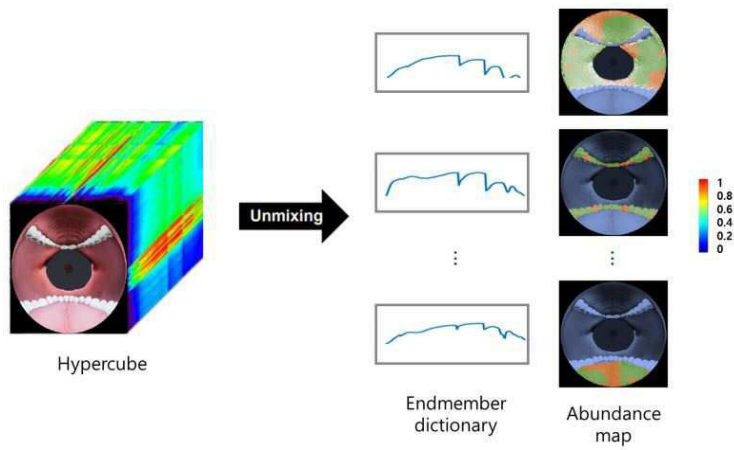 Unmixing
1
0.8
0.6
0.4
0.2
0
Hypercube
Endmember
dictionary
Abundance
map